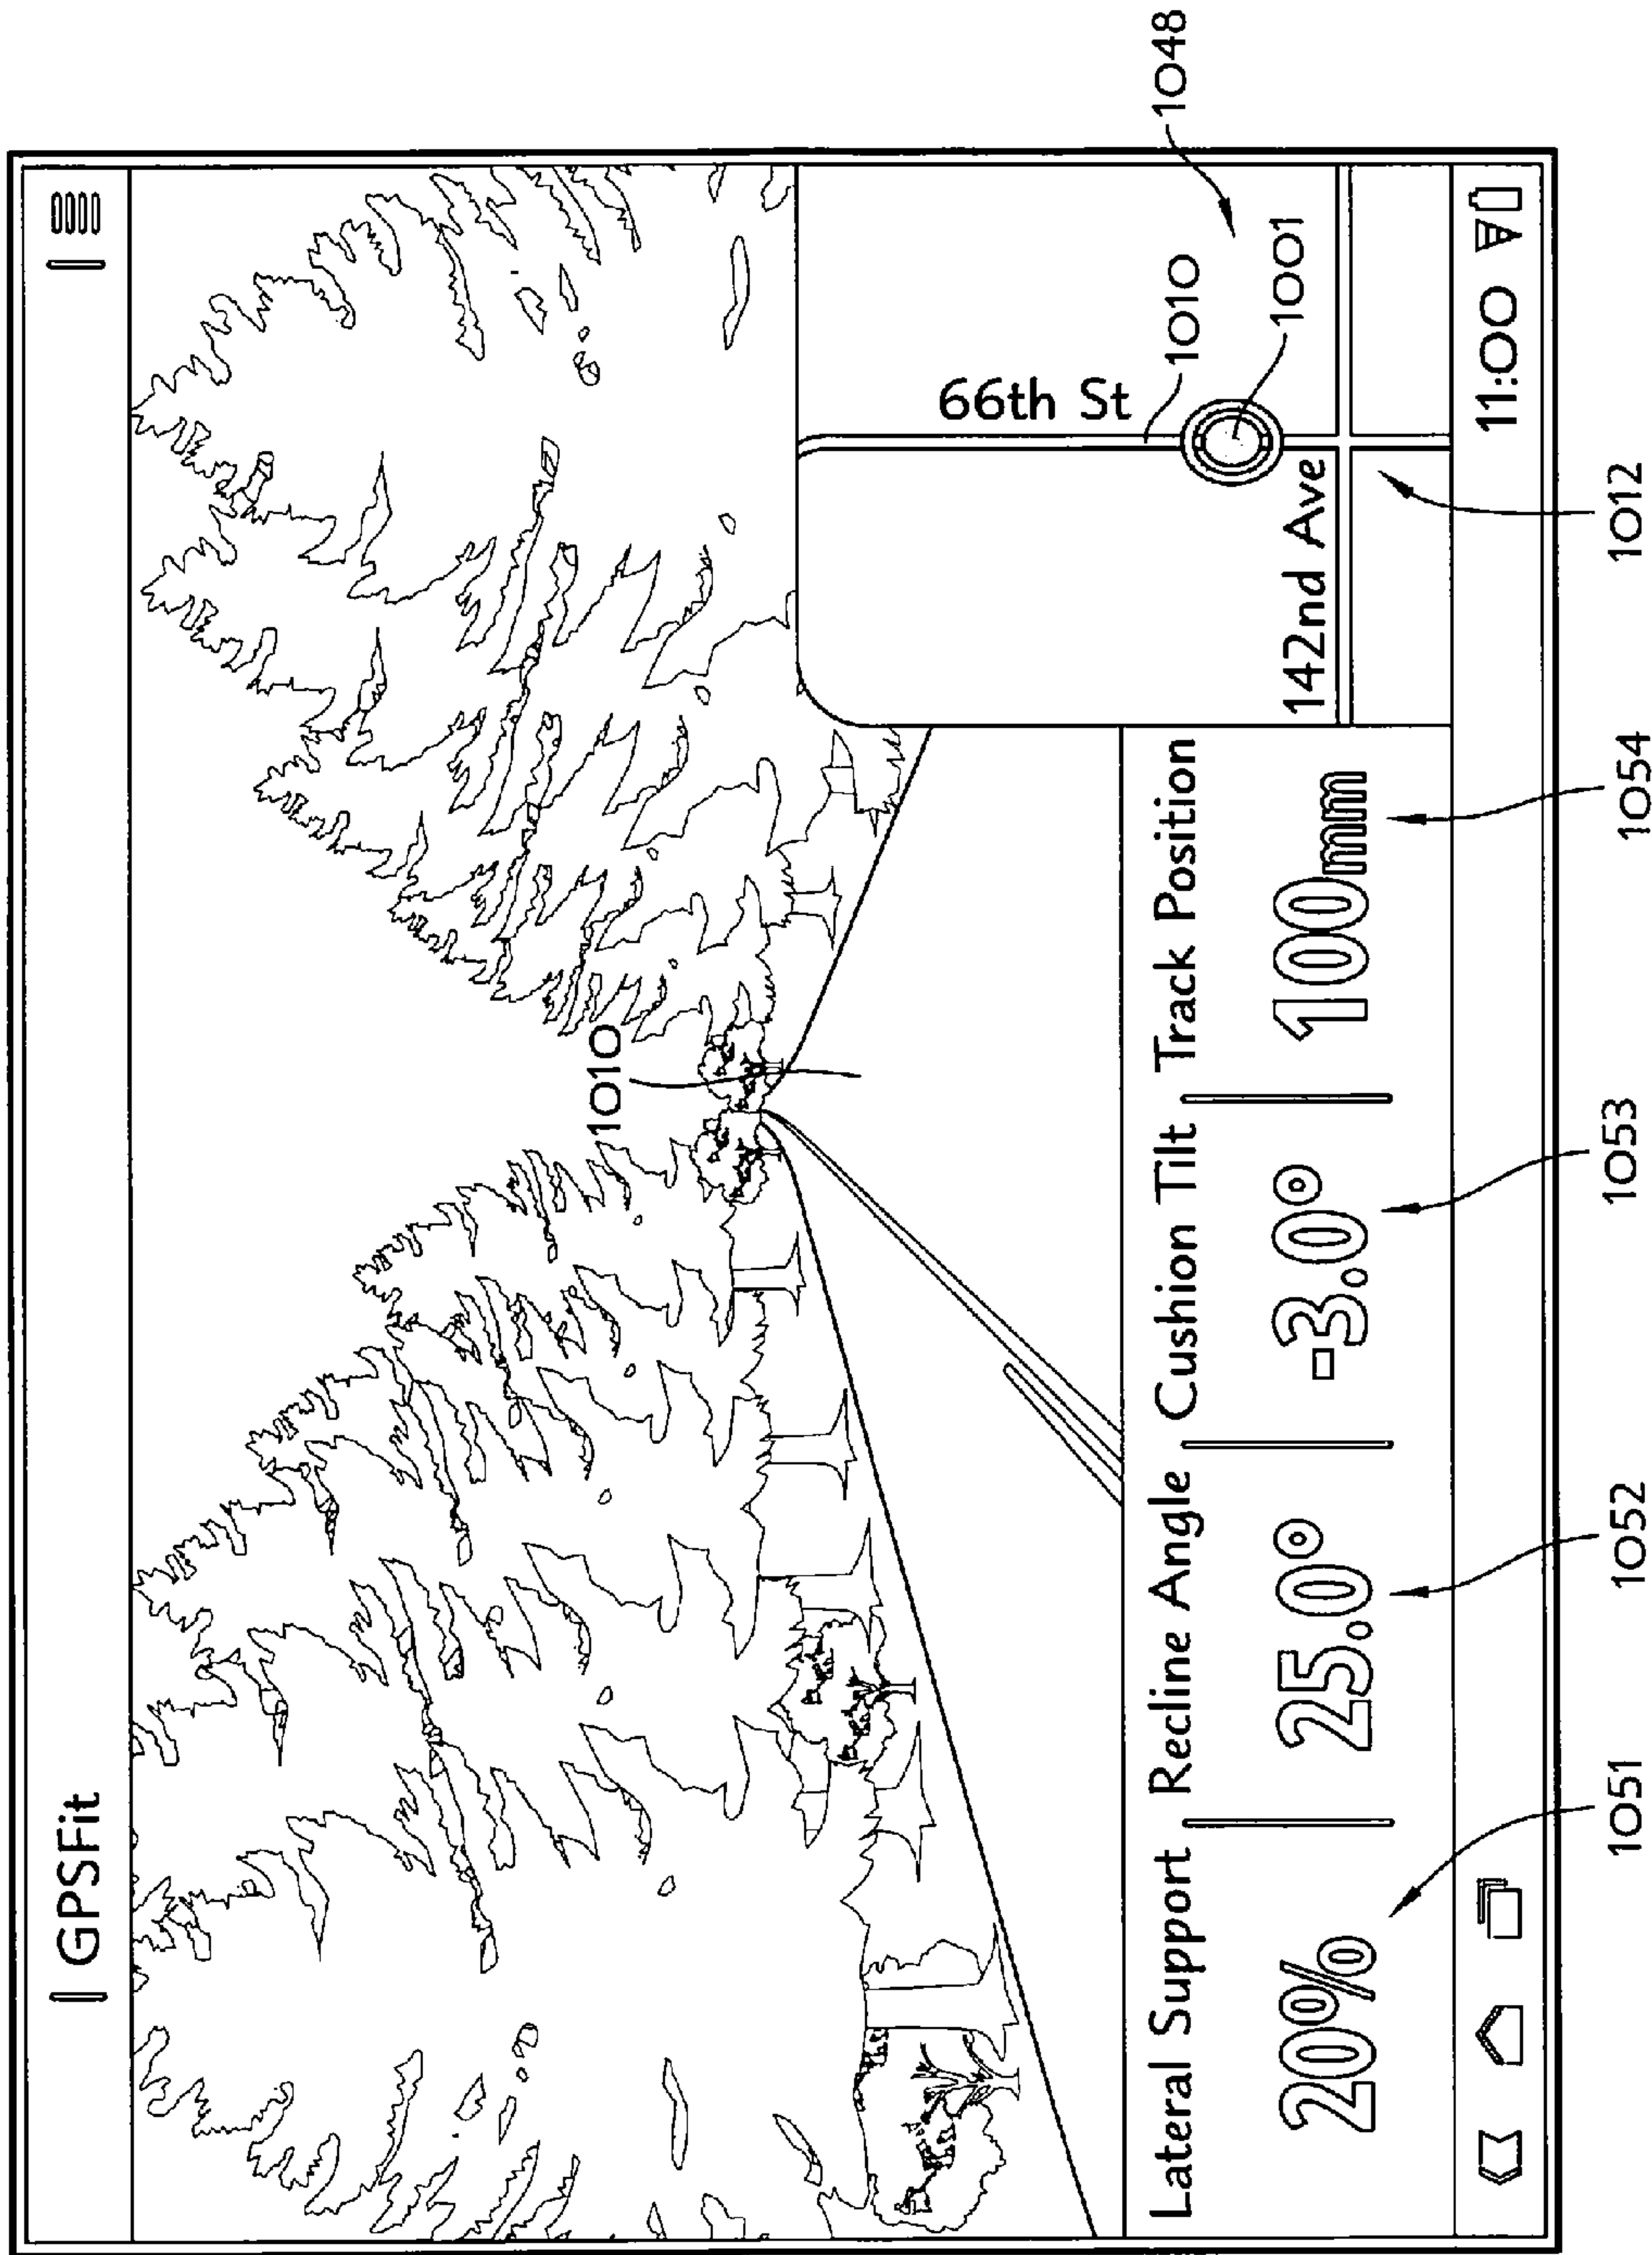 GPSFit
1010
66th St
1010
1048
1001
142nd Ave
Lateral Support
Recline Angle
Cushion Tilt
Track Position
20%
25.0°
-3.0°
100mm
11:00
1051
1052
1053
1054
1012